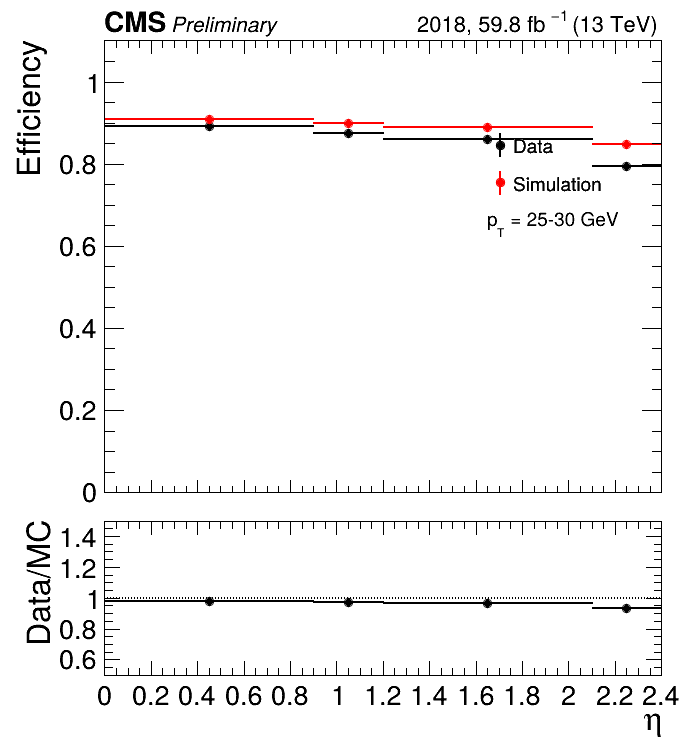 CMS Preliminary 2018, 59.8 fb⁻¹ (13 TeV)
Efficiency
1
0.8
0.6
0.4
0.2
0
Data
Simulation
p_T = 25-30 GeV
Data/MC
1.4
1.2
1
0.8
0.6
0 0.2 0.4 0.6 0.8 1 1.2 1.4 1.6 1.8 2 2.2 2.4
η